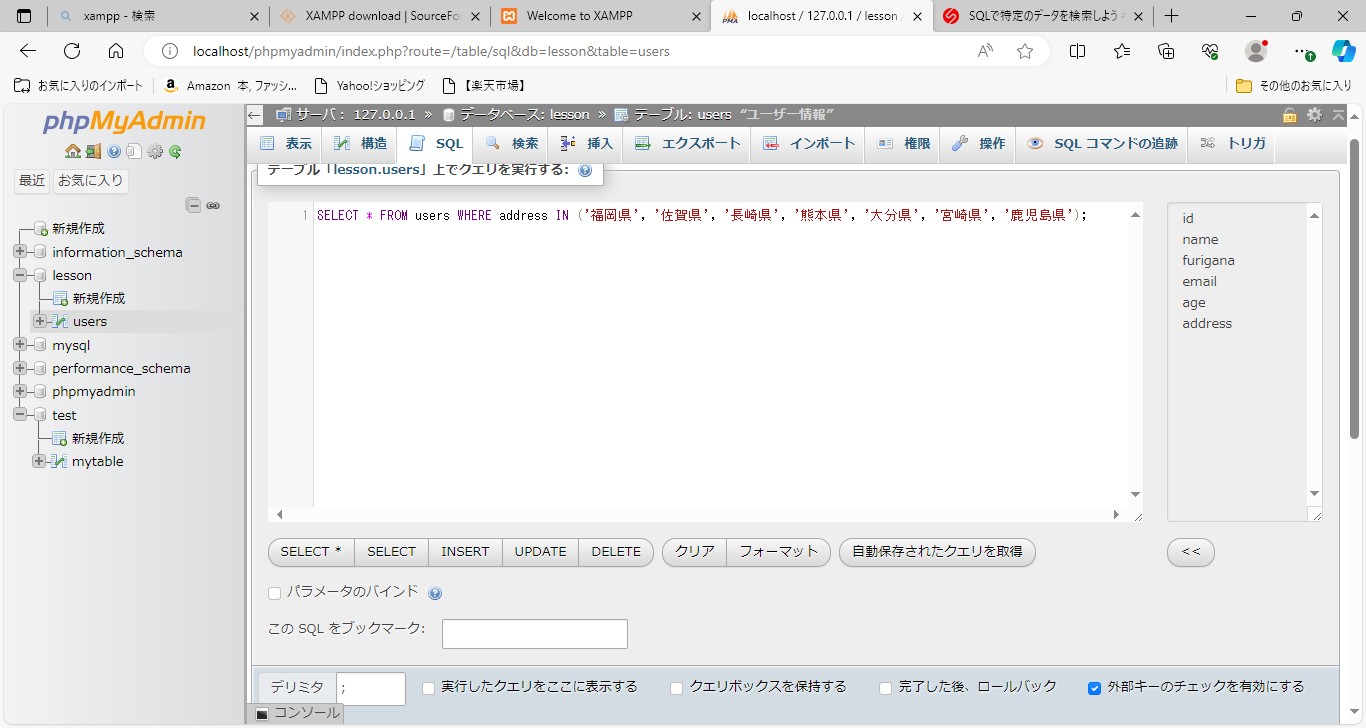 xampp - 検索
XAMPP download | SourceFo
Welcome to XAMPP
localhost / 127.0.0.1 / lesson
SQLで特定のデータを検索しよう
localhost/phpmyadmin/index.php?route=/table/sql&db=lesson&table=users
お気に入りのインポート
Amazon 本, ファッシ...
Yahoo!ショッピング
【楽天市場】
その他のお気に入り
phpMyAdmin
最近 お気に入り
新規作成
information_schema
lesson
新規作成
users
mysql
performance_schema
phpmyadmin
test
新規作成
mytable
サーバ: 127.0.0.1 » データベース: lesson » テーブル: users “ユーザー情報”
表示 構造 SQL 検索 挿入 エクスポート インポート 権限 操作 SQL コマンドの追跡 トリガ
テーブル「lesson.users」上でクエリを実行する:
1 SELECT * FROM users WHERE address IN ('福岡県', '佐賀県', '長崎県', '熊本県', '大分県', '宮崎県', '鹿児島県');
id
name
furigana
email
age
address
SELECT * SELECT INSERT UPDATE DELETE クリア フォーマット 自動保存されたクエリを取得 <<
パラメータのバインド
この SQL をブックマーク:
デリミタ ; 実行したクエリをここに表示する クエリボックスを保持する 完了した後、ロールバック 外部キーのチェックを有効にする
コンソール